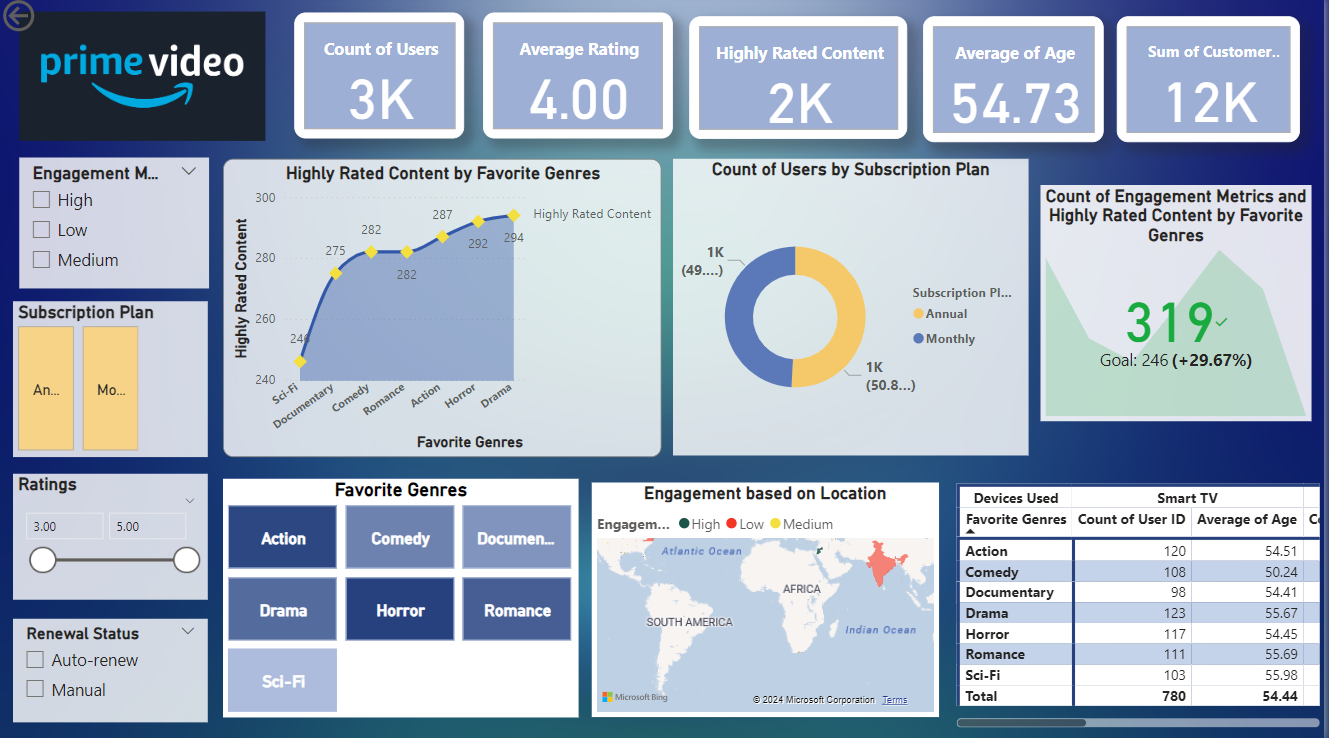 prime video
Count of Users
3K
Average Rating
4.00
Highly Rated Content
2K
Average of Age
54.73
Sum of Customer..
12K
Engagement M...
High
Low
Medium
Subscription Plan
An...
Mo...
Ratings
3.00
5.00
Renewal Status
Auto-renew
Manual
Highly Rated Content by Favorite Genres
Highly Rated Content
300
280
260
240
246
275
282
282
287
292
294
Highly Rated Content
Sci-Fi
Documentary
Comedy
Romance
Action
Horror
Drama
Favorite Genres
Count of Users by Subscription Plan
1K
(49....)
1K
(50.8...)
Subscription Pl...
Annual
Monthly
Count of Engagement Metrics and
Highly Rated Content by Favorite
Genres
319
Goal: 246 (+29.67%)
Favorite Genres
Action
Comedy
Documen...
Drama
Horror
Romance
Sci-Fi
Engagement based on Location
Engagem... High Low Medium
Atlantic Ocean
AFRICA
SOUTH AMERICA
Indian Ocean
Microsoft Bing
© 2024 Microsoft Corporation Terms
Devices Used Smart TV
Favorite Genres Count of User ID Average of Age
Action 120 54.51
Comedy 108 50.24
Documentary 98 54.41
Drama 123 55.67
Horror 117 54.45
Romance 111 55.69
Sci-Fi 103 55.98
Total 780 54.44